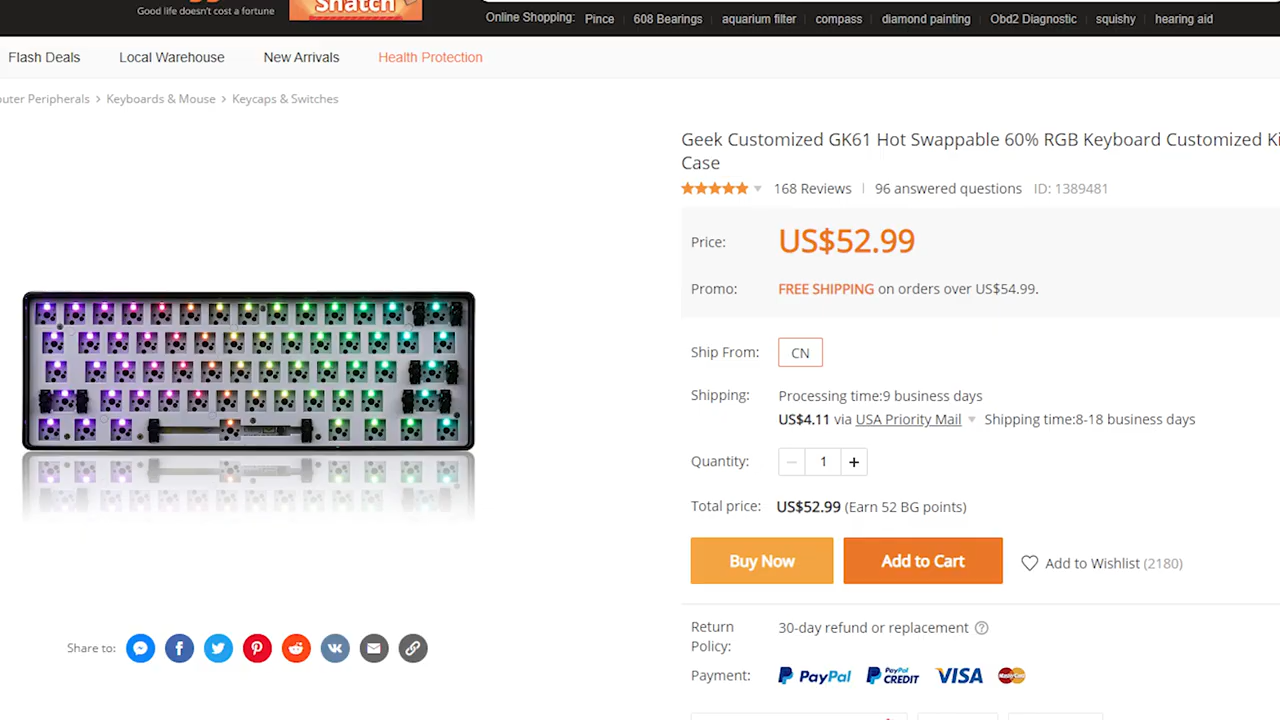 Good life doesn't cost a fortune
Snatch
Online Shopping: Pince 608 Bearings aquarium filter compass diamond painting Obd2 Diagnostic squishy hearing aid
Flash Deals Local Warehouse New Arrivals Health Protection
Peripherals > Keyboards & Mouse > Keycaps & Switches
Geek Customized GK61 Hot Swappable 60% RGB Keyboard Customized
Case
168 Reviews 96 answered questions ID: 1389481
Price: US$52.99
Promo: FREE SHIPPING on orders over US$54.99.
Ship From: CN
Shipping: Processing time:9 business days
US$4.11 via USA Priority Mail Shipping time:8-18 business days
Quantity: − 1 +
Total price: US$52.99 (Earn 52 BG points)
Buy Now Add to Cart Add to Wishlist (2180)
Return 30-day refund or replacement ?
Policy:
Share to:
Payment: PayPal PayPal CREDIT VISA MasterCard